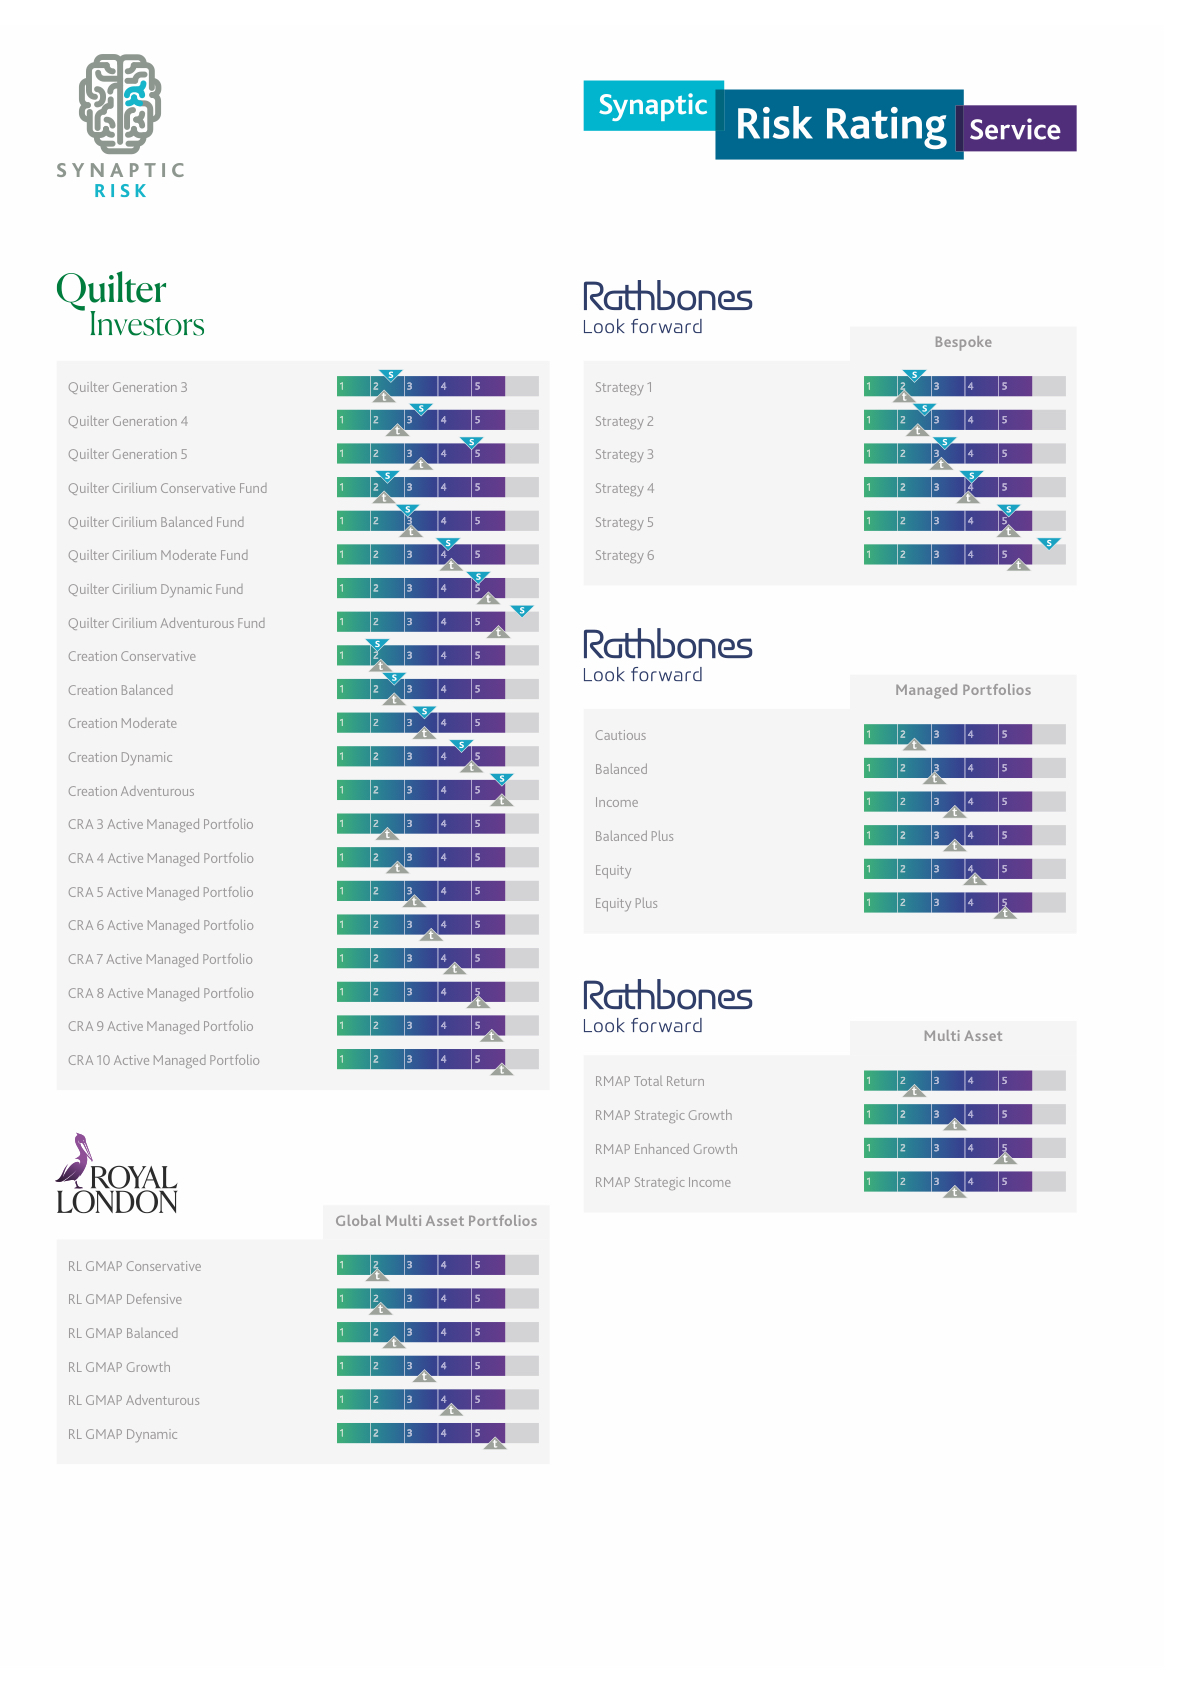 SYNAPTIC
RISK
Synaptic
Risk Rating
Service
Quilter
Investors
Quilter Generation 3 1 2 3 4 5 s t
Quilter Generation 4 1 2 3 4 5 s t
Quilter Generation 5 1 2 3 4 5 s t
Quilter Cirilium Conservative Fund 1 2 3 4 5 s t
Quilter Cirilium Balanced Fund 1 2 3 4 5 s t
Quilter Cirilium Moderate Fund 1 2 3 4 5 s t
Quilter Cirilium Dynamic Fund 1 2 3 4 5 s t
Quilter Cirilium Adventurous Fund 1 2 3 4 5 s t
Creation Conservative 1 2 3 4 5 s t
Creation Balanced 1 2 3 4 5 s t
Creation Moderate 1 2 3 4 5 s t
Creation Dynamic 1 2 3 4 5 s t
Creation Adventurous 1 2 3 4 5 s t
CRA 3 Active Managed Portfolio 1 2 3 4 5 t
CRA 4 Active Managed Portfolio 1 2 3 4 5 t
CRA 5 Active Managed Portfolio 1 2 3 4 5 t
CRA 6 Active Managed Portfolio 1 2 3 4 5 t
CRA 7 Active Managed Portfolio 1 2 3 4 5 t
CRA 8 Active Managed Portfolio 1 2 3 4 5 t
CRA 9 Active Managed Portfolio 1 2 3 4 5 t
CRA 10 Active Managed Portfolio 1 2 3 4 5 t
ROYAL
LONDON
Global Multi Asset Portfolios
RL GMAP Conservative 1 2 3 4 5 t
RL GMAP Defensive 1 2 3 4 5 t
RL GMAP Balanced 1 2 3 4 5 t
RL GMAP Growth 1 2 3 4 5 t
RL GMAP Adventurous 1 2 3 4 5 t
RL GMAP Dynamic 1 2 3 4 5 t
Rathbones
Look forward
Bespoke
Strategy 1 1 2 3 4 5 s t
Strategy 2 1 2 3 4 5 s t
Strategy 3 1 2 3 4 5 s t
Strategy 4 1 2 3 4 5 s t
Strategy 5 1 2 3 4 5 s t
Strategy 6 1 2 3 4 5 s t
Rathbones
Look forward
Managed Portfolios
Cautious 1 2 3 4 5 t
Balanced 1 2 3 4 5 t
Income 1 2 3 4 5 t
Balanced Plus 1 2 3 4 5 t
Equity 1 2 3 4 5 t
Equity Plus 1 2 3 4 5 t
Rathbones
Look forward
Multi Asset
RMAP Total Return 1 2 3 4 5 t
RMAP Strategic Growth 1 2 3 4 5 t
RMAP Enhanced Growth 1 2 3 4 5 t
RMAP Strategic Income 1 2 3 4 5 t